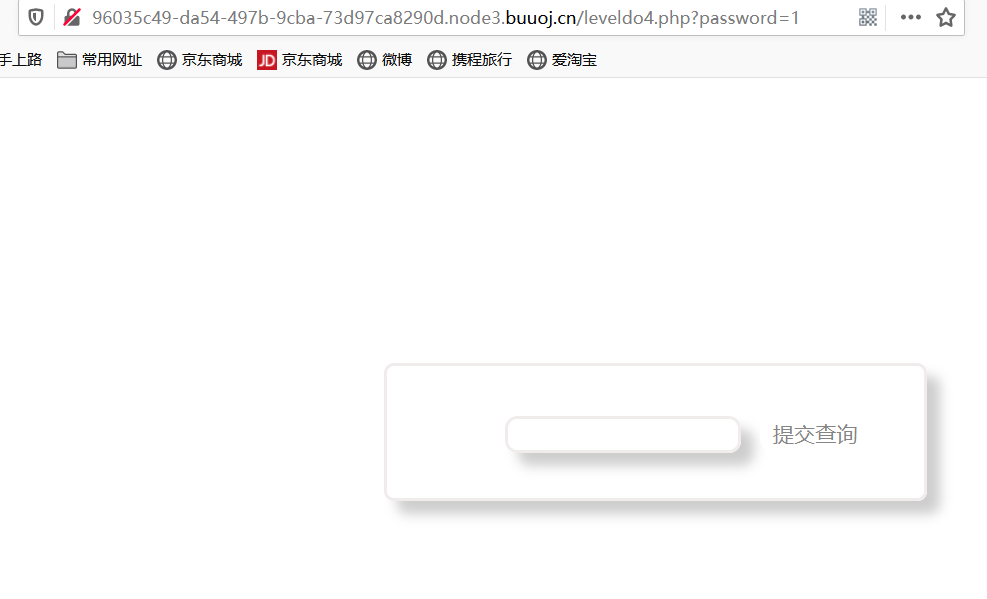 96035c49-da54-497b-9cba-73d97ca8290d.node3.buuoj.cn/leveldo4.php?password=1
手上路 常用网址 京东商城 JD 京东商城 微博 携程旅行 爱淘宝
提交查询